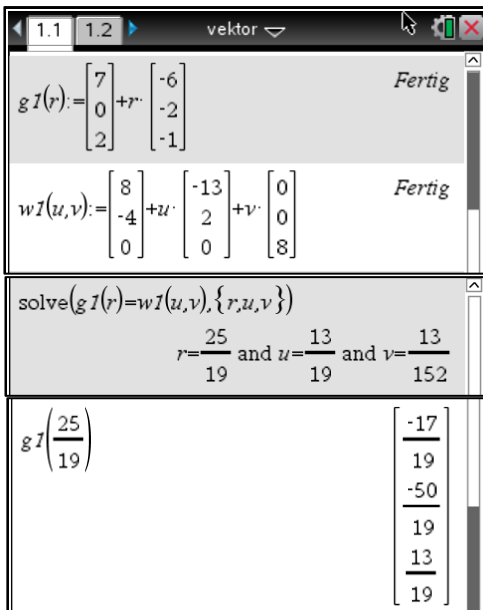 1.1 1.2 vektor
g1(r):=[7 0 2]+r·[-6 -2 -1] Fertig
w1(u,v):=[8 -4 0]+u·[-13 2 0]+v·[0 0 8] Fertig
solve(g1(r)=w1(u,v),{r,u,v})
r=25/19 and u=13/19 and v=13/152
g1(25/19) [-17/19 -50/19 13/19]